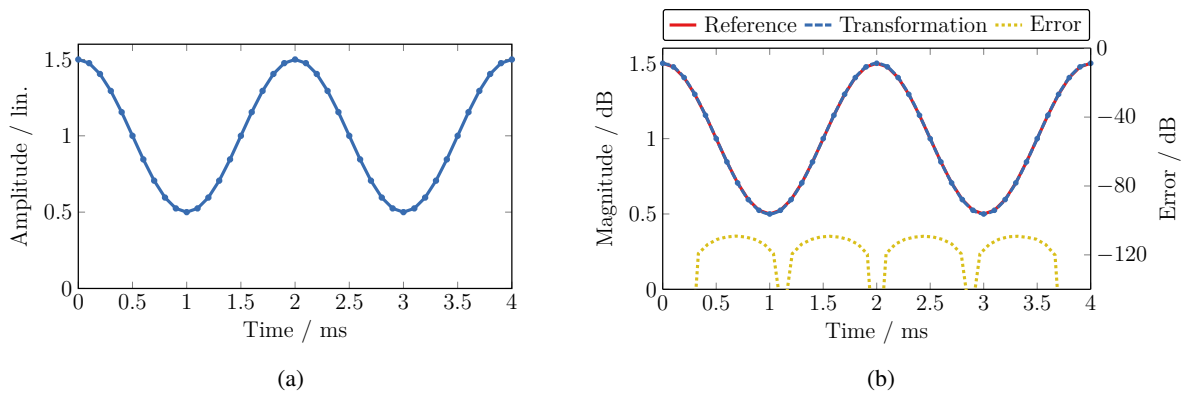 Reference Transformation Error
1.5
1
0.5
0
Amplitude / lin.
0 0.5 1 1.5 2 2.5 3 3.5 4
Time / ms
(a)
1.5
1
0.5
0
Magnitude / dB
0
−40
−80
−120
Error / dB
0 0.5 1 1.5 2 2.5 3 3.5 4
Time / ms
(b)